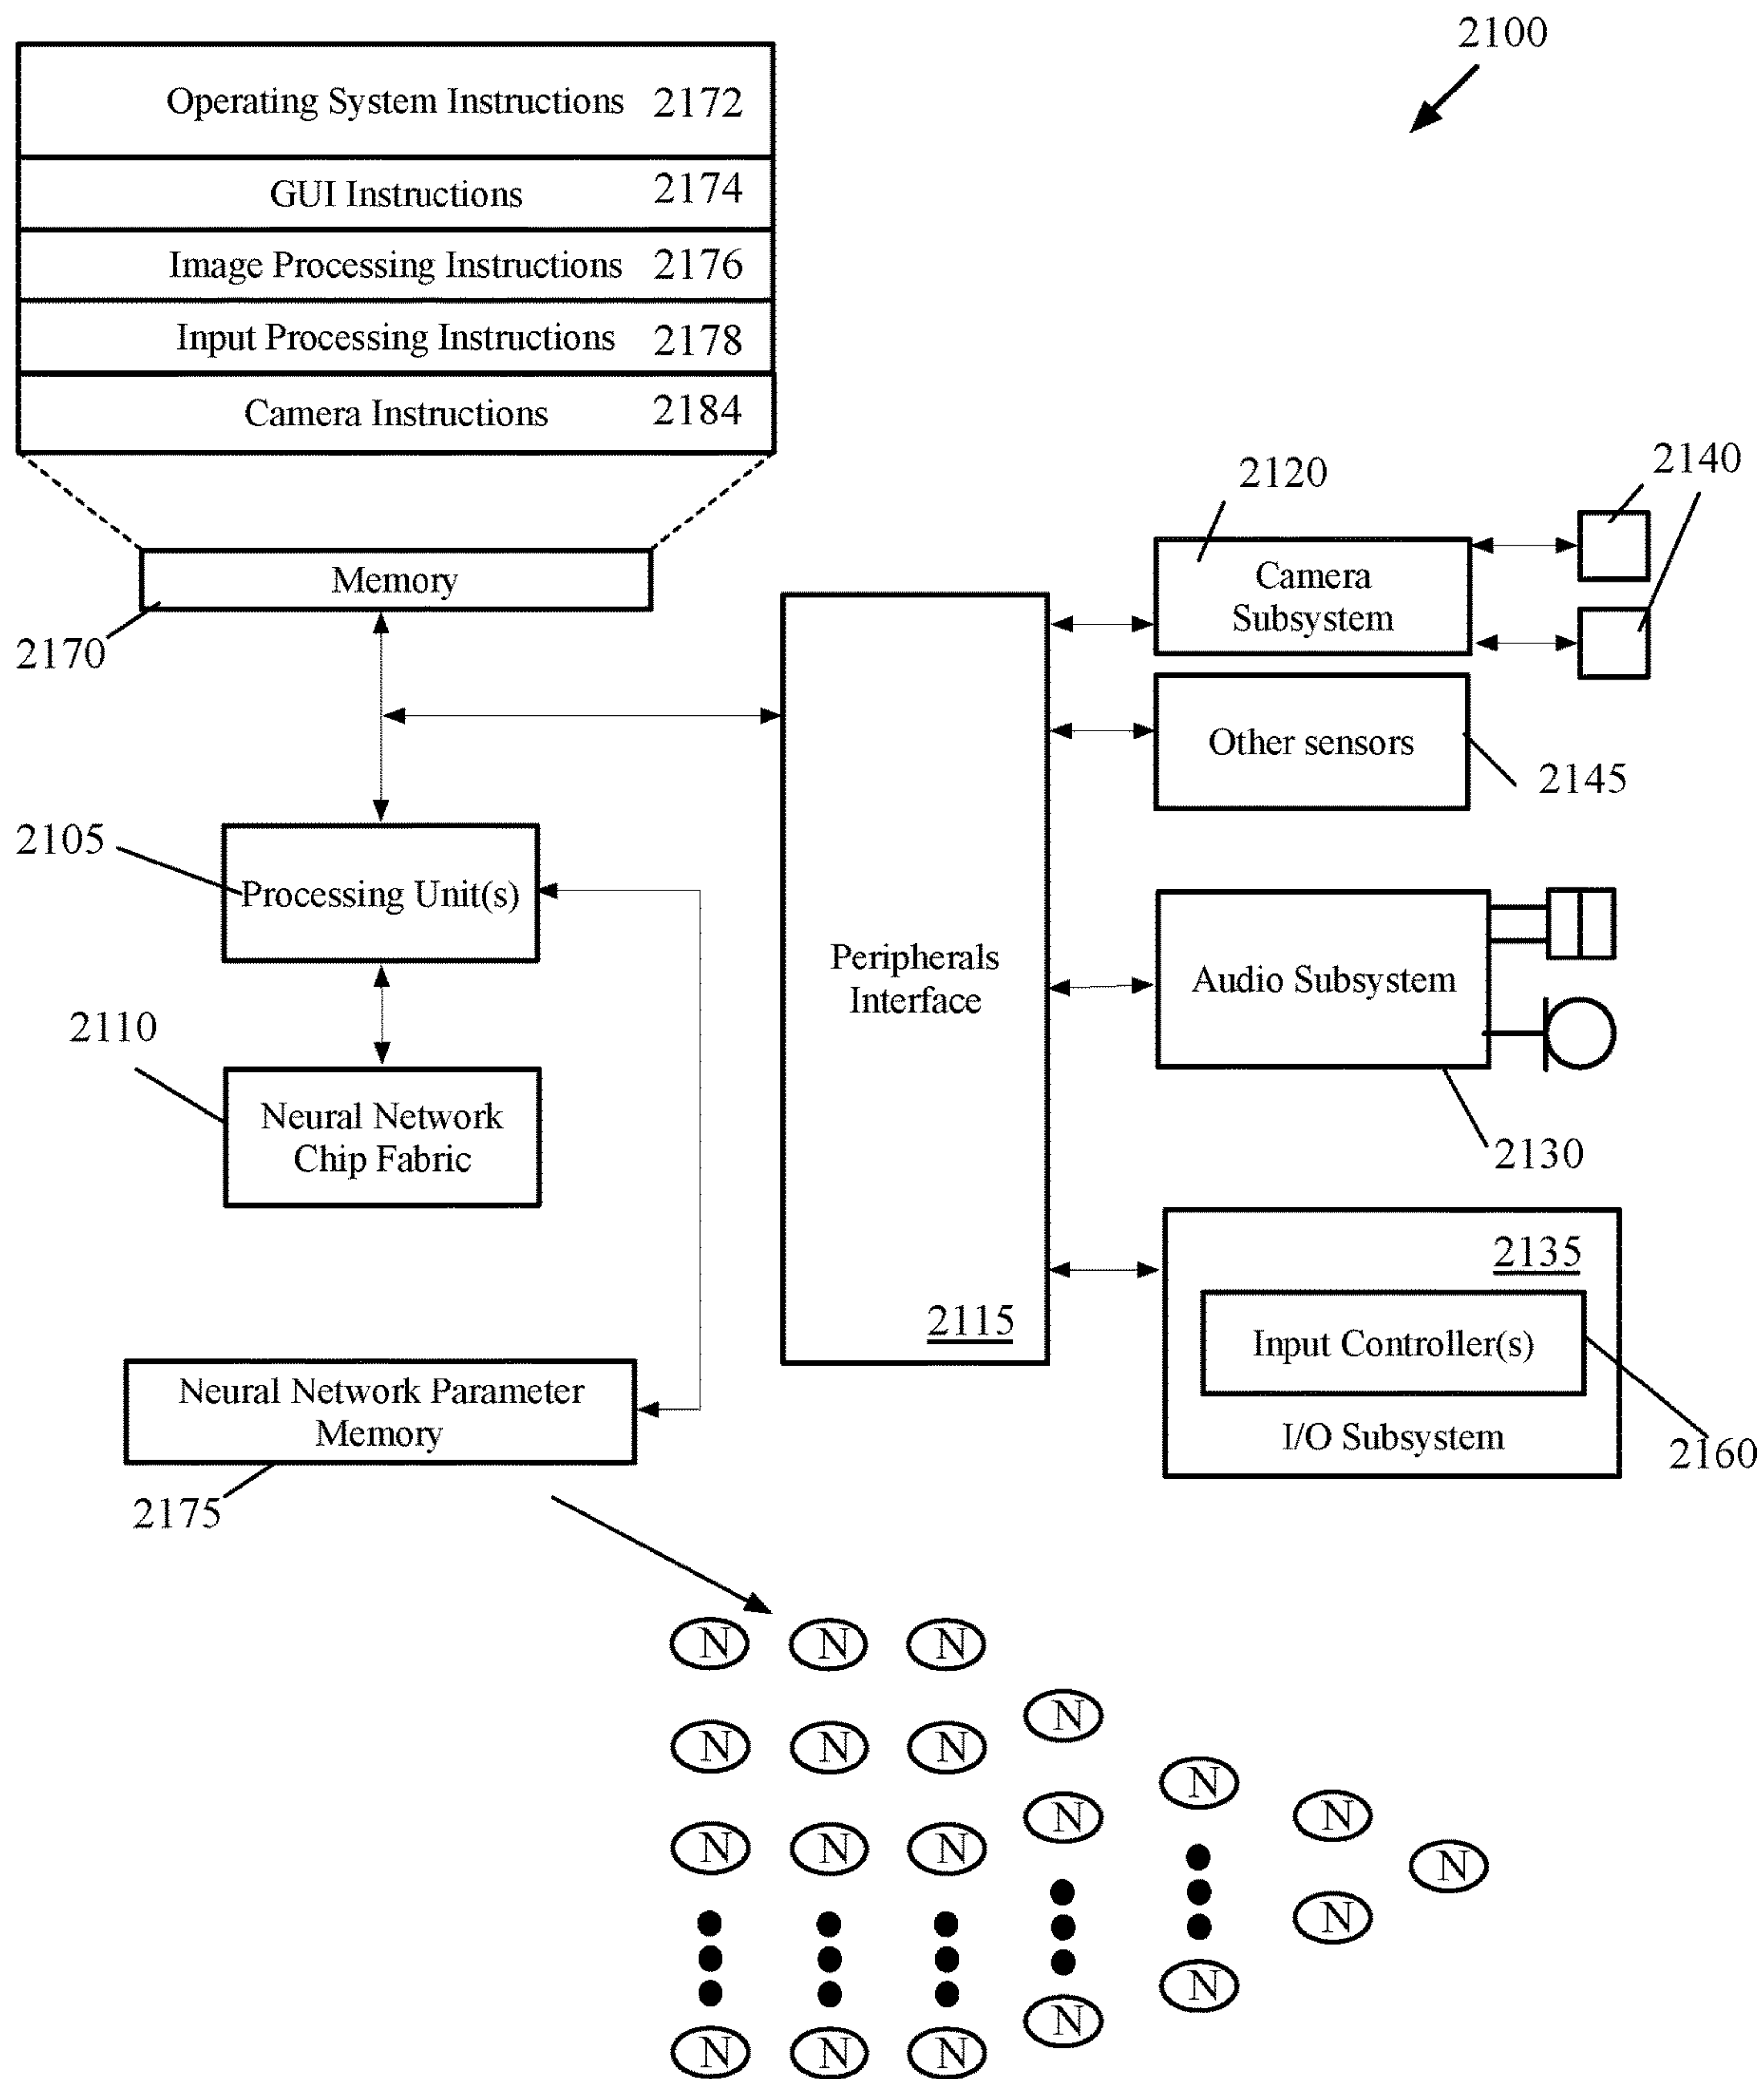 2100
Operating System Instructions 2172
GUI Instructions 2174
Image Processing Instructions 2176
Input Processing Instructions 2178
Camera Instructions 2184
Memory
2170
2120
2140
Camera
Subsystem
Other sensors
2145
2105
Processing Unit(s)
2110
Neural Network
Chip Fabric
Peripherals
Interface
2115
Audio Subsystem
2130
2135
Input Controller(s)
I/O Subsystem
2160
Neural Network Parameter
Memory
2175
N N N
N
N N N
N
N
N
N N N
N
N
N
N
N
N N N